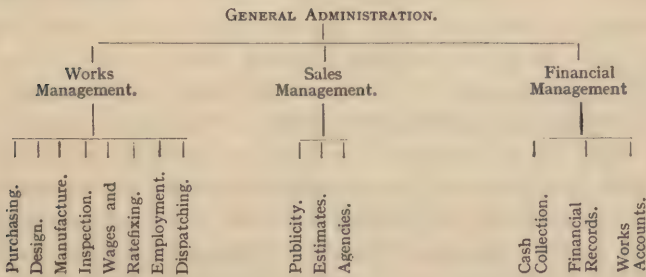 GENERAL ADMINISTRATION.
Works
Management.
Sales
Management.
Financial
Management
Purchasing.
Design.
Manufacture.
Inspection.
Wages and
Ratefixing.
Employment.
Dispatching.
Publicity.
Estimates.
Agencies.
Cash
Collection.
Financial
Records.
Works
Accounts.